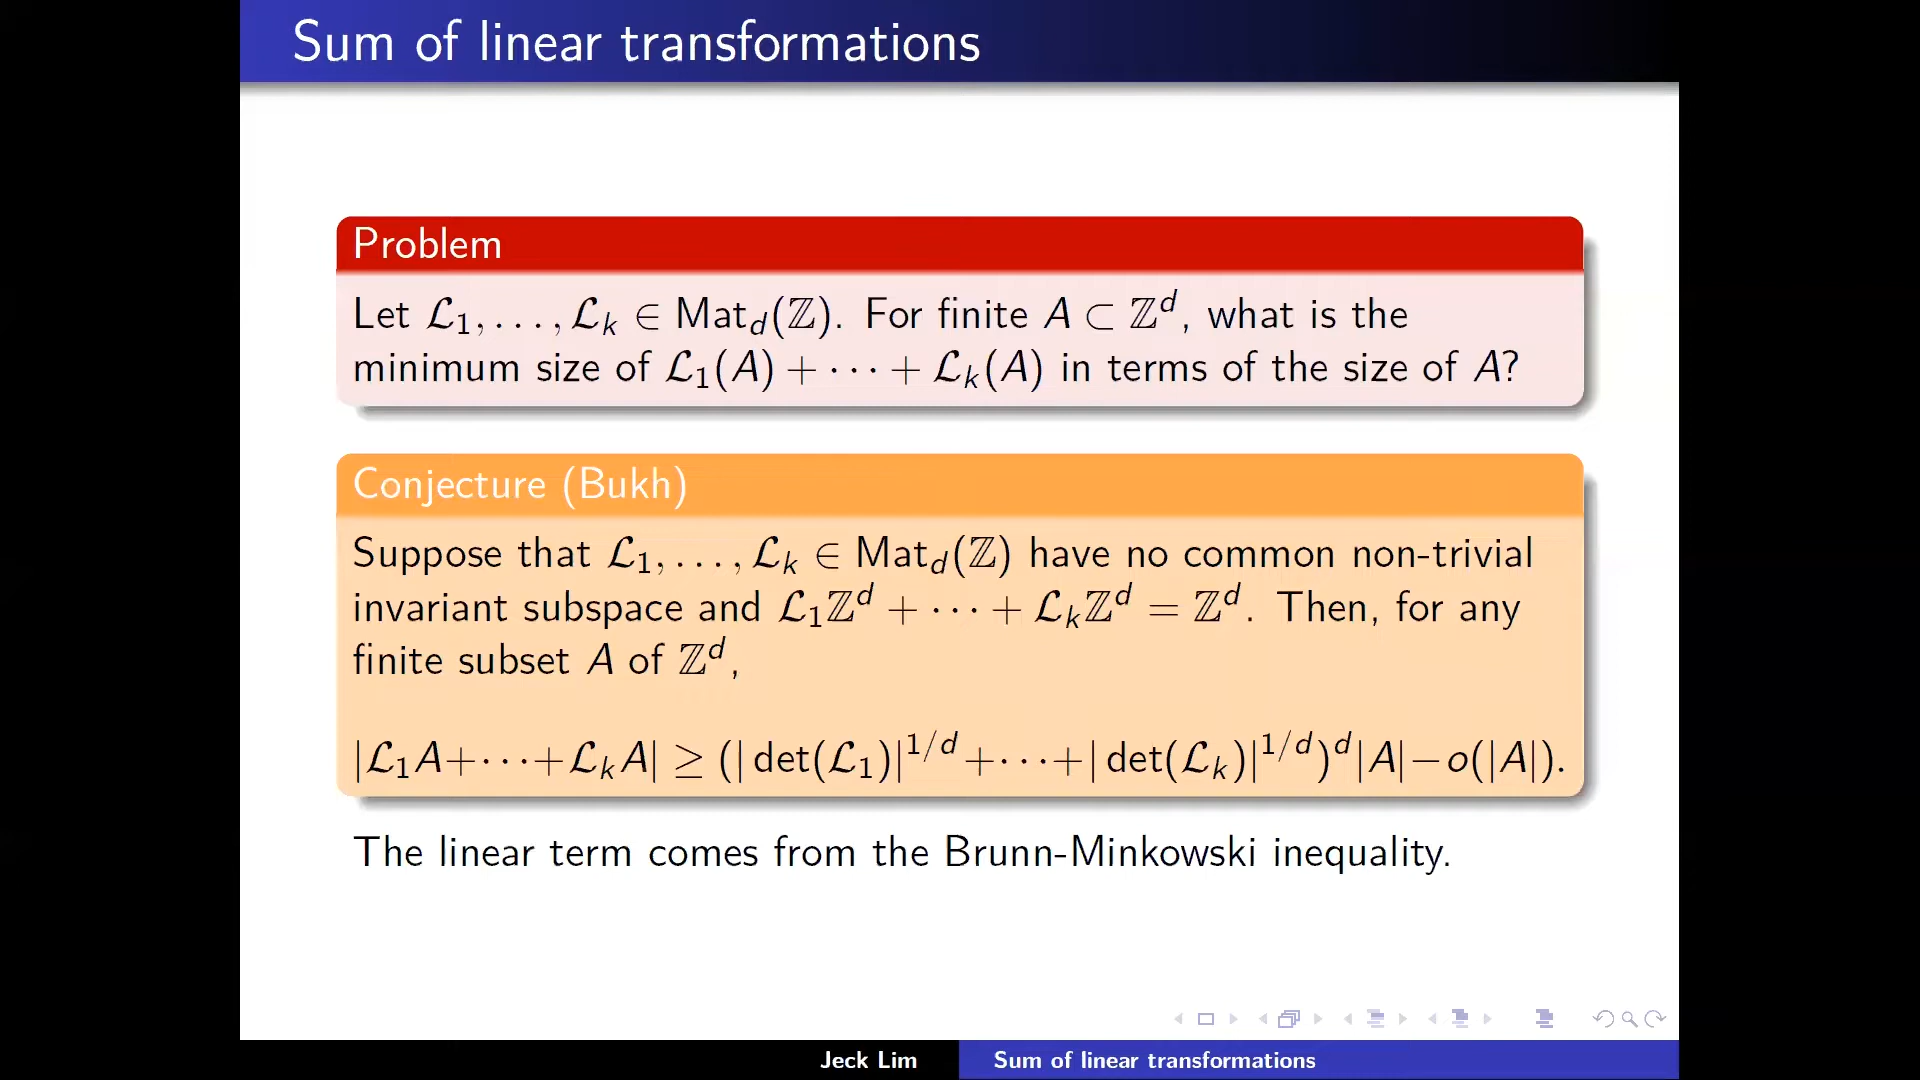 Sum of linear transformations
Problem
Let ℒ₁, . . . , ℒₖ ∈ Mat_d(ℤ). For finite A ⊂ ℤ^d, what is the
minimum size of ℒ₁(A) + · · · + ℒₖ(A) in terms of the size of A?
Conjecture (Bukh)
Suppose that ℒ₁, . . . , ℒₖ ∈ Mat_d(ℤ) have no common non-trivial
invariant subspace and ℒ₁ℤ^d + · · · + ℒₖℤ^d = ℤ^d. Then, for any
finite subset A of ℤ^d,
|ℒ₁A+· · ·+ℒₖA| ≥ (| det(ℒ₁)|^{1/d} +· · ·+| det(ℒₖ)|^{1/d})^d|A|−o(|A|).
The linear term comes from the Brunn-Minkowski inequality.
Jeck Lim
Sum of linear transformations